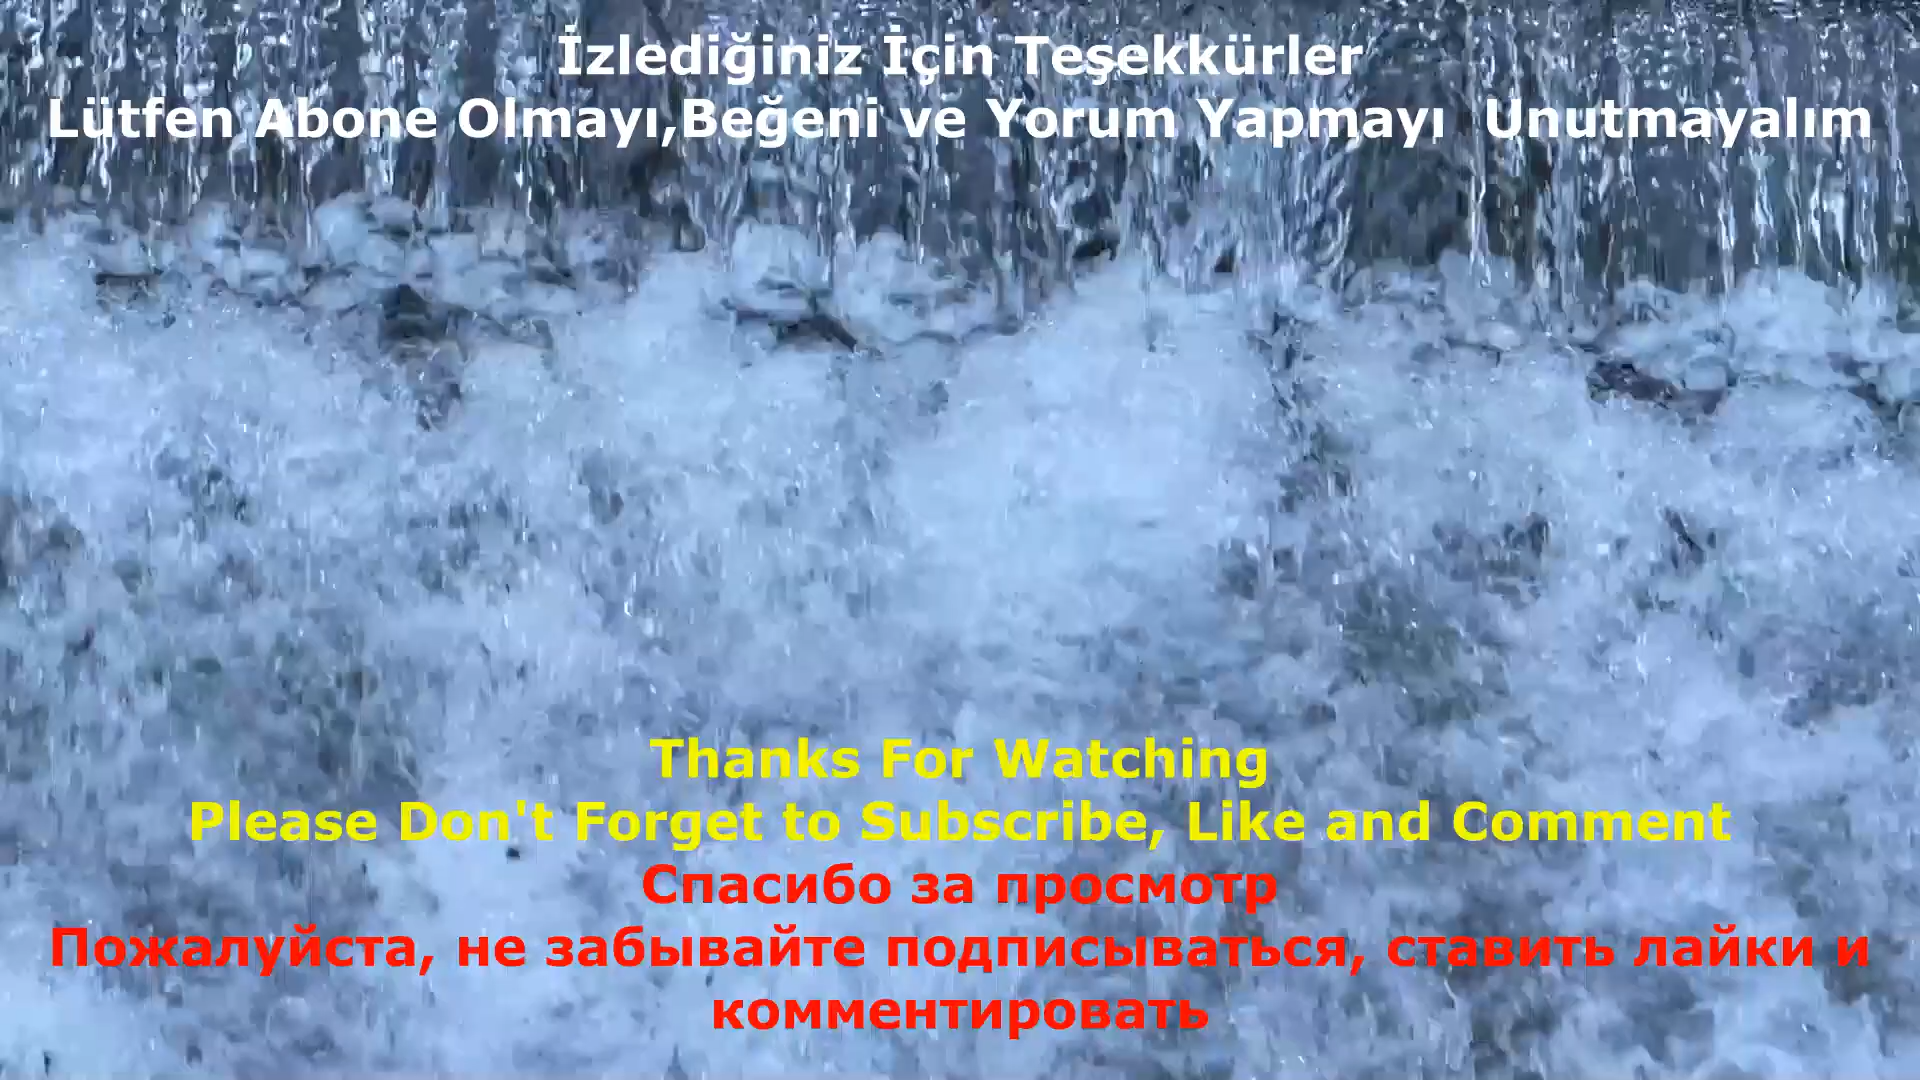 İzlediğiniz İçin Teşekkürler
Lütfen Abone Olmayı,Beğeni ve Yorum Yapmayı  Unutmayalım
Thanks For Watching
Please Don't Forget to Subscribe, Like and Comment
Спасибо за просмотр
Пожалуйста, не забывайте подписываться, ставить лайки и
комментировать